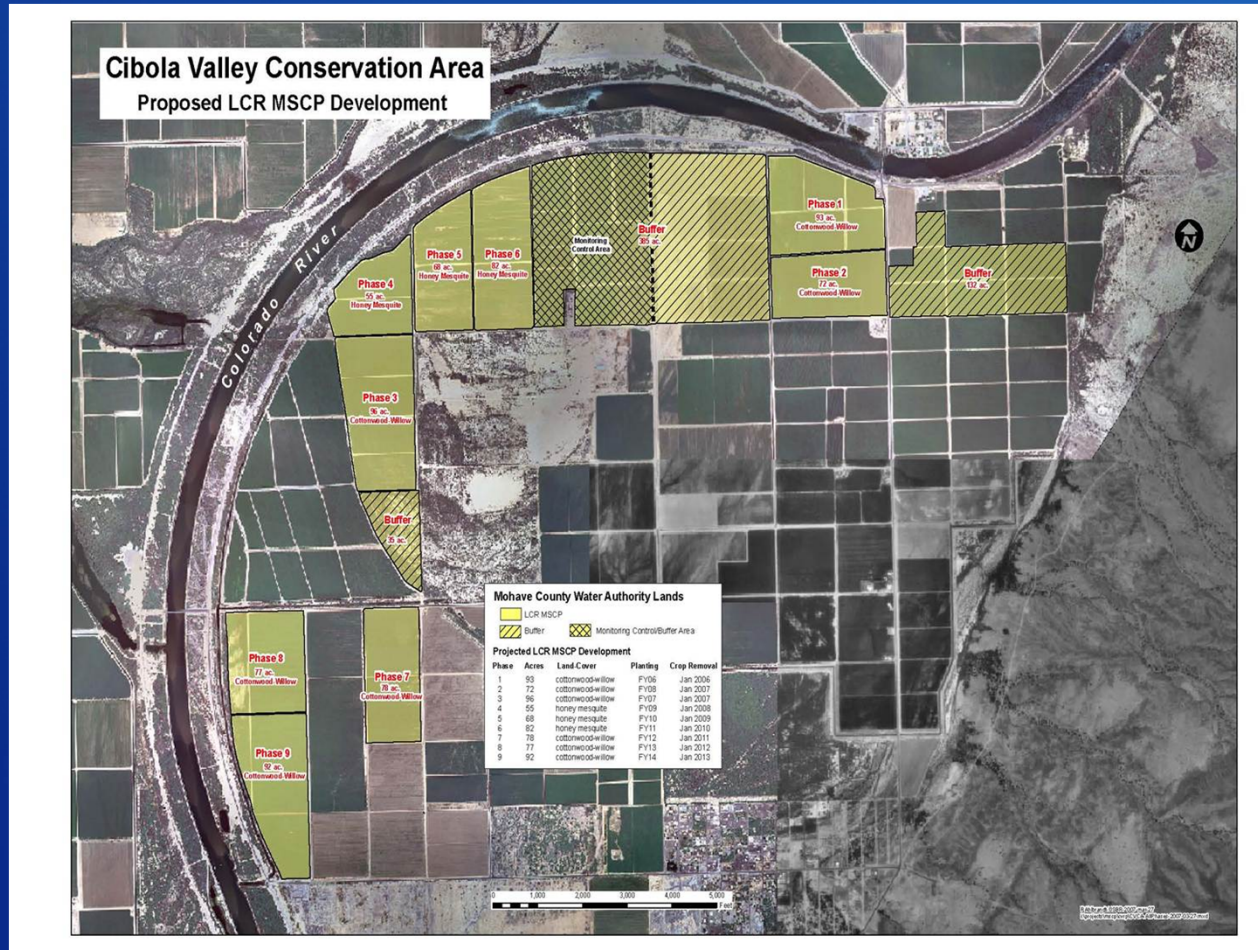 Cibola Valley Conservation Area
Proposed LCR MSCP Development
Colorado River
N
Phase 1
93 ac.
Cottonwood-Willow
Phase 2
72 ac.
Cottonwood-Willow
Buffer
132 ac.
Monitoring
Control Area
Buffer
Phase 6
82 ac.
Honey Mesquite
Phase 5
68 ac.
Honey Mesquite
Phase 4
55 ac.
Honey Mesquite
Phase 3
96 ac.
Cottonwood-Willow
Buffer
35 ac.
Phase 8
77 ac.
Cottonwood-Willow
Phase 7
78 ac.
Cottonwood-Willow
Phase 9
92 ac.
Cottonwood-Willow
Mohave County Water Authority Lands
LCR MSCP
Buffer Monitoring Control/Buffer Area
Projected LCR MSCP Development
Phase Acres Land-Cover Planting Crop Removal
1 93 cottonwood-willow FY06 Jan 2006
2 72 cottonwood-willow FY08 Jan 2007
3 96 cottonwood-willow FY07 Jan 2007
4 55 honey mesquite FY09 Jan 2008
5 68 honey mesquite FY10 Jan 2009
6 82 honey mesquite FY11 Jan 2010
7 78 cottonwood-willow FY12 Jan 2011
8 77 cottonwood-willow FY13 Jan 2012
9 92 cottonwood-willow FY14 Jan 2013
0 1,000 2,000 3,000 4,000 5,000
Feet